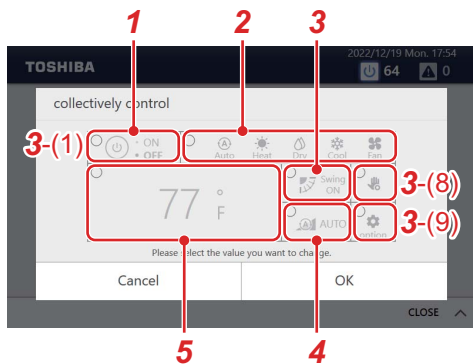 1 2 3
2022/12/19 Mon. 17:54
TOSHIBA 64 0
collectively control
3-(1) • ON • OFF A Auto Heat Dry Cool Fan
77 °F Swing ON 3-(8)
A AUTO option 3-(9)
Please select the value you want to change.
Cancel OK
CLOSE
5 4